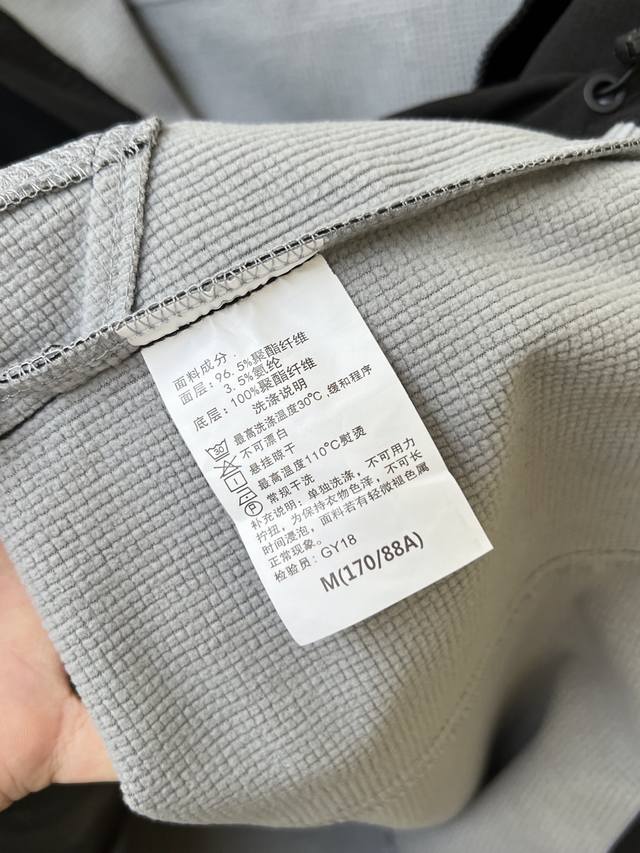 面料成分：
面层：96.5%聚酯纤维
3.5%氨纶
底层：100%聚酯纤维
洗涤说明
30
最高洗涤温度30℃,缓和程序
不可漂白
悬挂晾干
最高温度110℃熨烫
P
常规干洗
补充说明：单独洗涤，不可用力
拧扭，为保持衣物色泽，不可长
时间浸泡，面料若有轻微褪色属
正常现象。
检验员：GY18
M(170/88A)